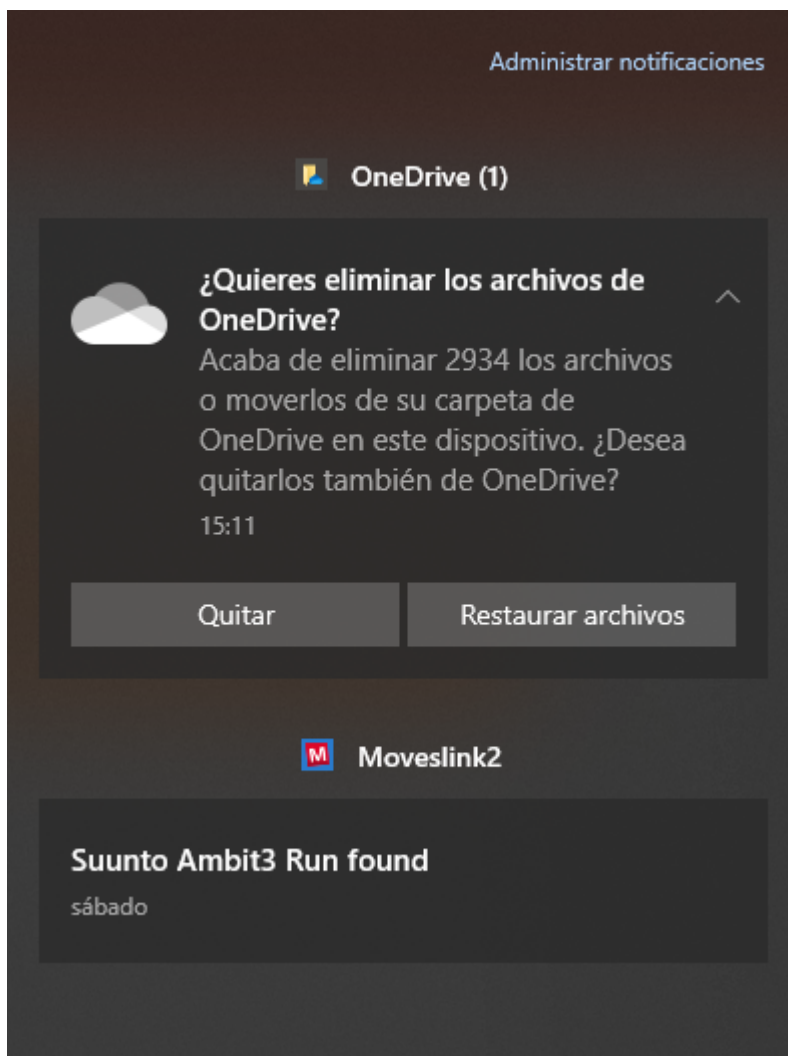 Administrar notificaciones
OneDrive (1)
¿Quieres eliminar los archivos de
OneDrive?
Acaba de eliminar 2934 los archivos
o moverlos de su carpeta de
OneDrive en este dispositivo. ¿Desea
quitarlos también de OneDrive?
15:11
Quitar
Restaurar archivos
M
Moveslink2
Suunto Ambit3 Run found
sábado